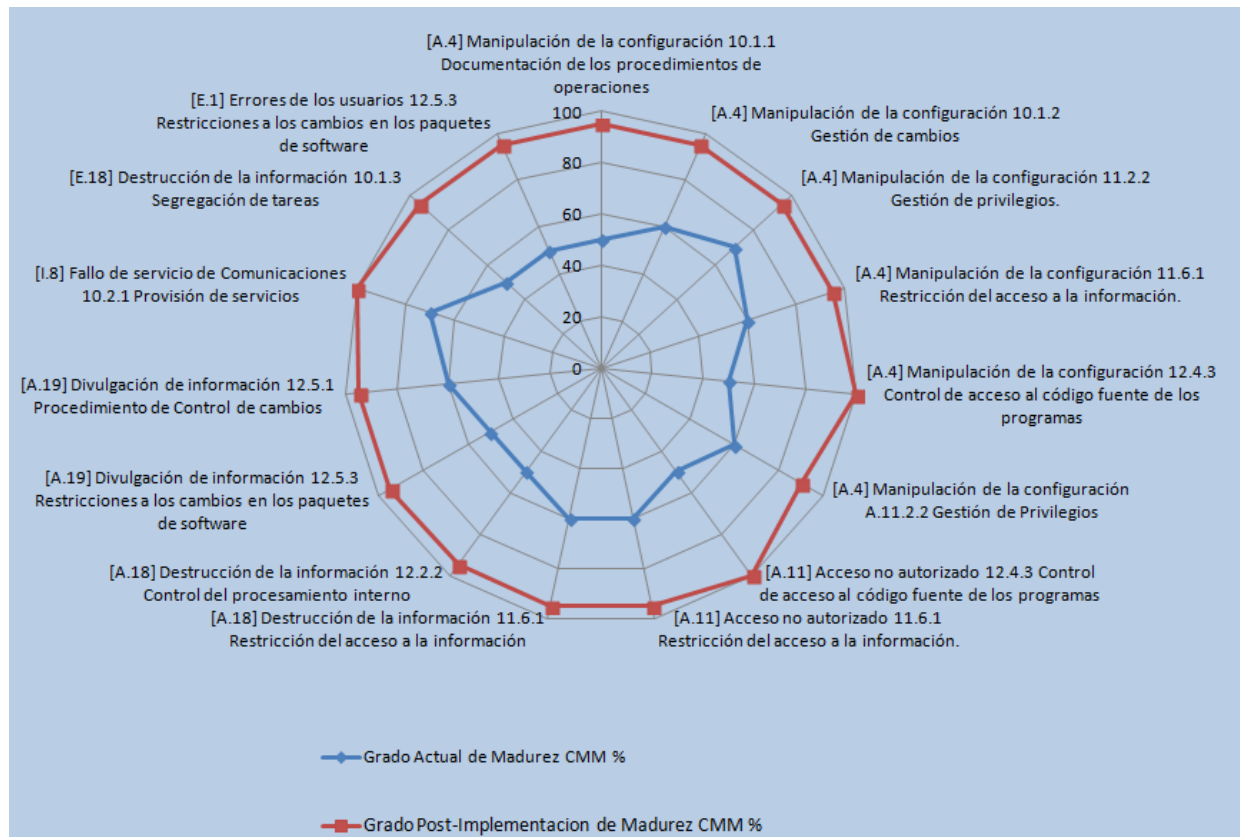 [A.4] Manipulación de la configuración 10.1.1
Documentación de los procedimientos de
operaciones
[A.4] Manipulación de la configuración 10.1.2
Gestión de cambios
[A.4] Manipulación de la configuración 11.2.2
Gestión de privilegios.
[A.4] Manipulación de la configuración 11.6.1
Restricción del acceso a la información.
[A.4] Manipulación de la configuración 12.4.3
Control de acceso al código fuente de los
programas
[A.4] Manipulación de la configuración
A.11.2.2 Gestión de Privilegios
[A.11] Acceso no autorizado 12.4.3 Control
de acceso al código fuente de los programas
[A.11] Acceso no autorizado 11.6.1
Restricción del acceso a la información.
[A.18] Destrucción de la información 11.6.1
Restricción del acceso a la información
[A.18] Destrucción de la información 12.2.2
Control del procesamiento interno
[A.19] Divulgación de información 12.5.3
Restricciones a los cambios en los paquetes
de software
[A.19] Divulgación de información 12.5.1
Procedimiento de Control de cambios
[I.8] Fallo de servicio de Comunicaciones
10.2.1 Provisión de servicios
[E.18] Destrucción de la información 10.1.3
Segregación de tareas
[E.1] Errores de los usuarios 12.5.3
Restricciones a los cambios en los paquetes
de software
100
80
60
40
20
0
Grado Actual de Madurez CMM %
Grado Post-Implementacion de Madurez CMM %